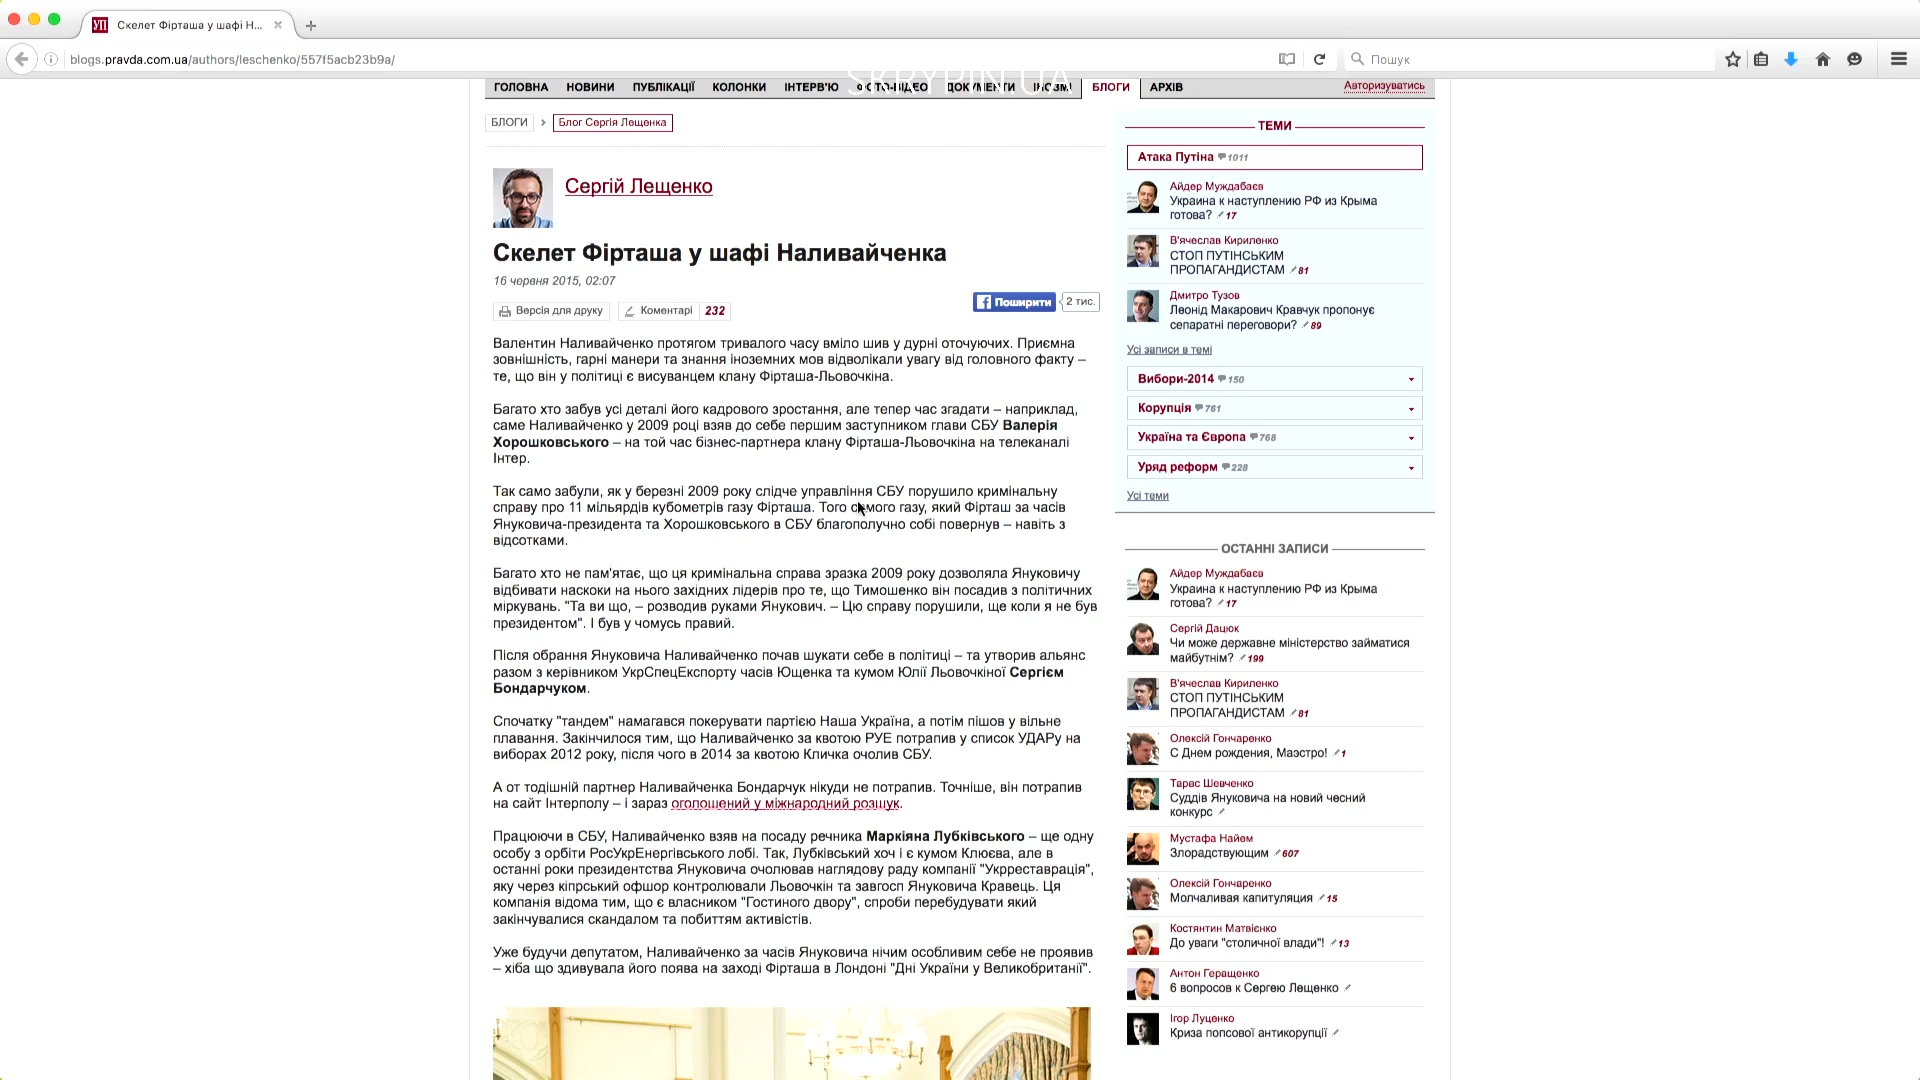 УП Скелет Фірташа у шафі Н...
blogs.pravda.com.ua/authors/leschenko/557f5acb23b9a/
Пошук
SKRYPIN.UA
ГОЛОВНА НОВИНИ ПУБЛІКАЦІЇ КОЛОНКИ ІНТЕРВ'Ю ФОТО-ВІДЕО ДОКУМЕНТИ БЛОГИ АРХІВ
Авторизуватись
БЛОГИ › Блог Сергія Лещенка
Сергій Лещенко
Скелет Фірташа у шафі Наливайченка
16 червня 2015, 02:07
Версія для друку Коментарі 232
Поширити 2 тис.
Валентин Наливайченко протягом тривалого часу вміло шив у дурні оточуючих. Приємна
зовнішність, гарні манери та знання іноземних мов відволікали увагу від головного факту –
те, що він у політиці є висуванцем клану Фірташа-Львочкіна.
Багато хто забув усі деталі його кадрового зростання, але тепер час згадати – наприклад,
саме Наливайченко у 2009 році взяв до себе першим заступником глави СБУ Валерія
Хорошковського – на той час бізнес-партнера клану Фірташа-Льовочкіна на телеканалі
Інтер.
Так само забули, як у березні 2009 року слідче управління СБУ порушило кримінальну
справу про 11 мільярдів кубометрів газу Фірташа. Того самого газу, який Фірташ за часів
Януковича-президента та Хорошковського в СБУ благополучно собі повернув – навіть з
відсотками.
Багато хто не пам'ятає, що ця кримінальна справа зразка 2009 року дозволяла Януковичу
відбивати наскоки на нього західних лідерів про те, що Тимошенко він посадив з політичних
міркувань. "Та ви що, – розводив руками Янукович. – Цю справу порушили, ще коли я не був
президентом". І був у чомусь правий.
Після обрання Януковича Наливайченко почав шукати себе в політиці – та утворив альянс
разом з керівником УкрСпецЕкспорту часів Ющенка та кумом Юлії Льовочкіної Сергієм
Бондарчуком.
Спочатку "тандем" намагався покерувати партією Наша Україна, а потім пішов у вільне
плавання. Закінчилося тим, що Наливайченко за квотою РУЕ потрапив у список УДАРу на
виборах 2012 року, після чого в 2014 за квотою Кличка очолив СБУ.
А от тодішній партнер Наливайченка Бондарчук нікуди не потрапив. Точніше, він потрапив
на сайт Інтерполу – і зараз оголошений у міжнародний розшук.
Працюючи в СБУ, Наливайченко взяв на посаду речника Маркіяна Лубківського – ще одну
особу з орбіти РосУкрЕнергівського лобі. Так, Лубківський хоч і є кумом Клюєва, але в
останні роки президентства Януковича очолював наглядову раду компанії "Укрреставрація",
яку через кіпрський офшор контролювали Льовочкін та завгосп Януковича Кравець. Ця
компанія відома тим, що є власником "Гостиного двору", спроби перебудувати який
закінчувалися скандалом та побиттям активістів.
Уже будучи депутатом, Наливайченко за часів Януковича нічим особливим себе не проявив
– хіба що здивувала його поява на заході Фірташа в Лондоні "Дні України у Великобританії".
ТЕМИ
Атака Путіна 1011
Айдер Муждабаєв
Украина к наступлению РФ из Крыма
готова? 17
В'ячеслав Кириленко
СТОП ПУТІНСЬКИМ
ПРОПАГАНДИСТАМ 81
Дмитро Тузов
Леонід Макарович Кравчук пропонує
сепаратні переговори? 89
Усі записи в темі
Вибори-2014 150
Корупція 761
Україна та Європа 768
Уряд реформ 228
Усі теми
ОСТАННІ ЗАПИСИ
Айдер Муждабаєв
Украина к наступлению РФ из Крыма
готова? 17
Сергій Дацюк
Чи може державне міністерство займатися
майбутнім? 199
В'ячеслав Кириленко
СТОП ПУТІНСЬКИМ
ПРОПАГАНДИСТАМ 81
Олексій Гончаренко
С Днем рождения, Маэстро! 1
Тарас Шевченко
Суддів Януковича на новий чесний
конкурс
Мустафа Найєм
Злорадствующим 607
Олексій Гончаренко
Молчаливая капитуляция 15
Костянтин Матвієнко
До уваги "столичної влади"! 13
Антон Геращенко
6 вопросов к Сергею Лещенко
Ігор Луценко
Криза попсової антикорупції